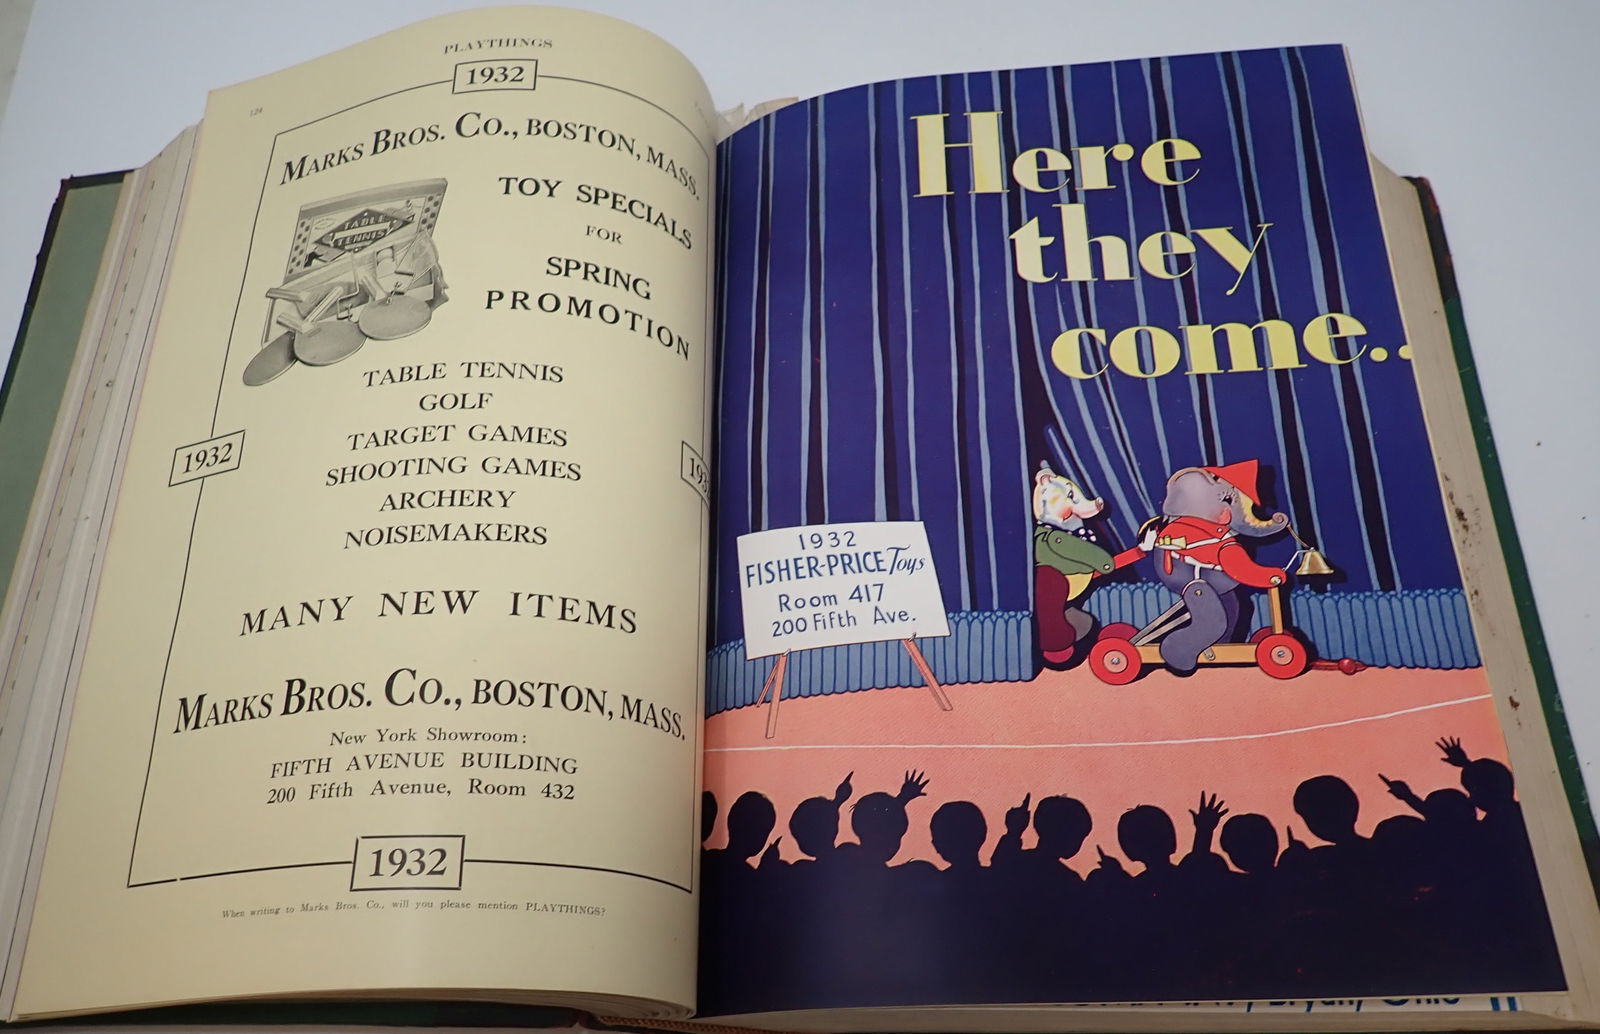 PLAYTHINGS
1932
124
MARKS BROS. CO., BOSTON, MASS.
TABLE
TENNIS
TOY SPECIALS
FOR
SPRING
PROMOTION
TABLE TENNIS
GOLF
TARGET GAMES
SHOOTING GAMES
ARCHERY
NOISEMAKERS
1932
193
MANY NEW ITEMS
MARKS BROS. CO., BOSTON, MASS.
New York Showroom:
FIFTH AVENUE BUILDING
200 Fifth Avenue, Room 432
1932
When writing to Marks Bros. Co., will you please mention PLAYTHINGS?
Here
they
come..
1932
FISHER-PRICE Toys
Room 417
200 Fifth Ave.
Bryan, Ohio